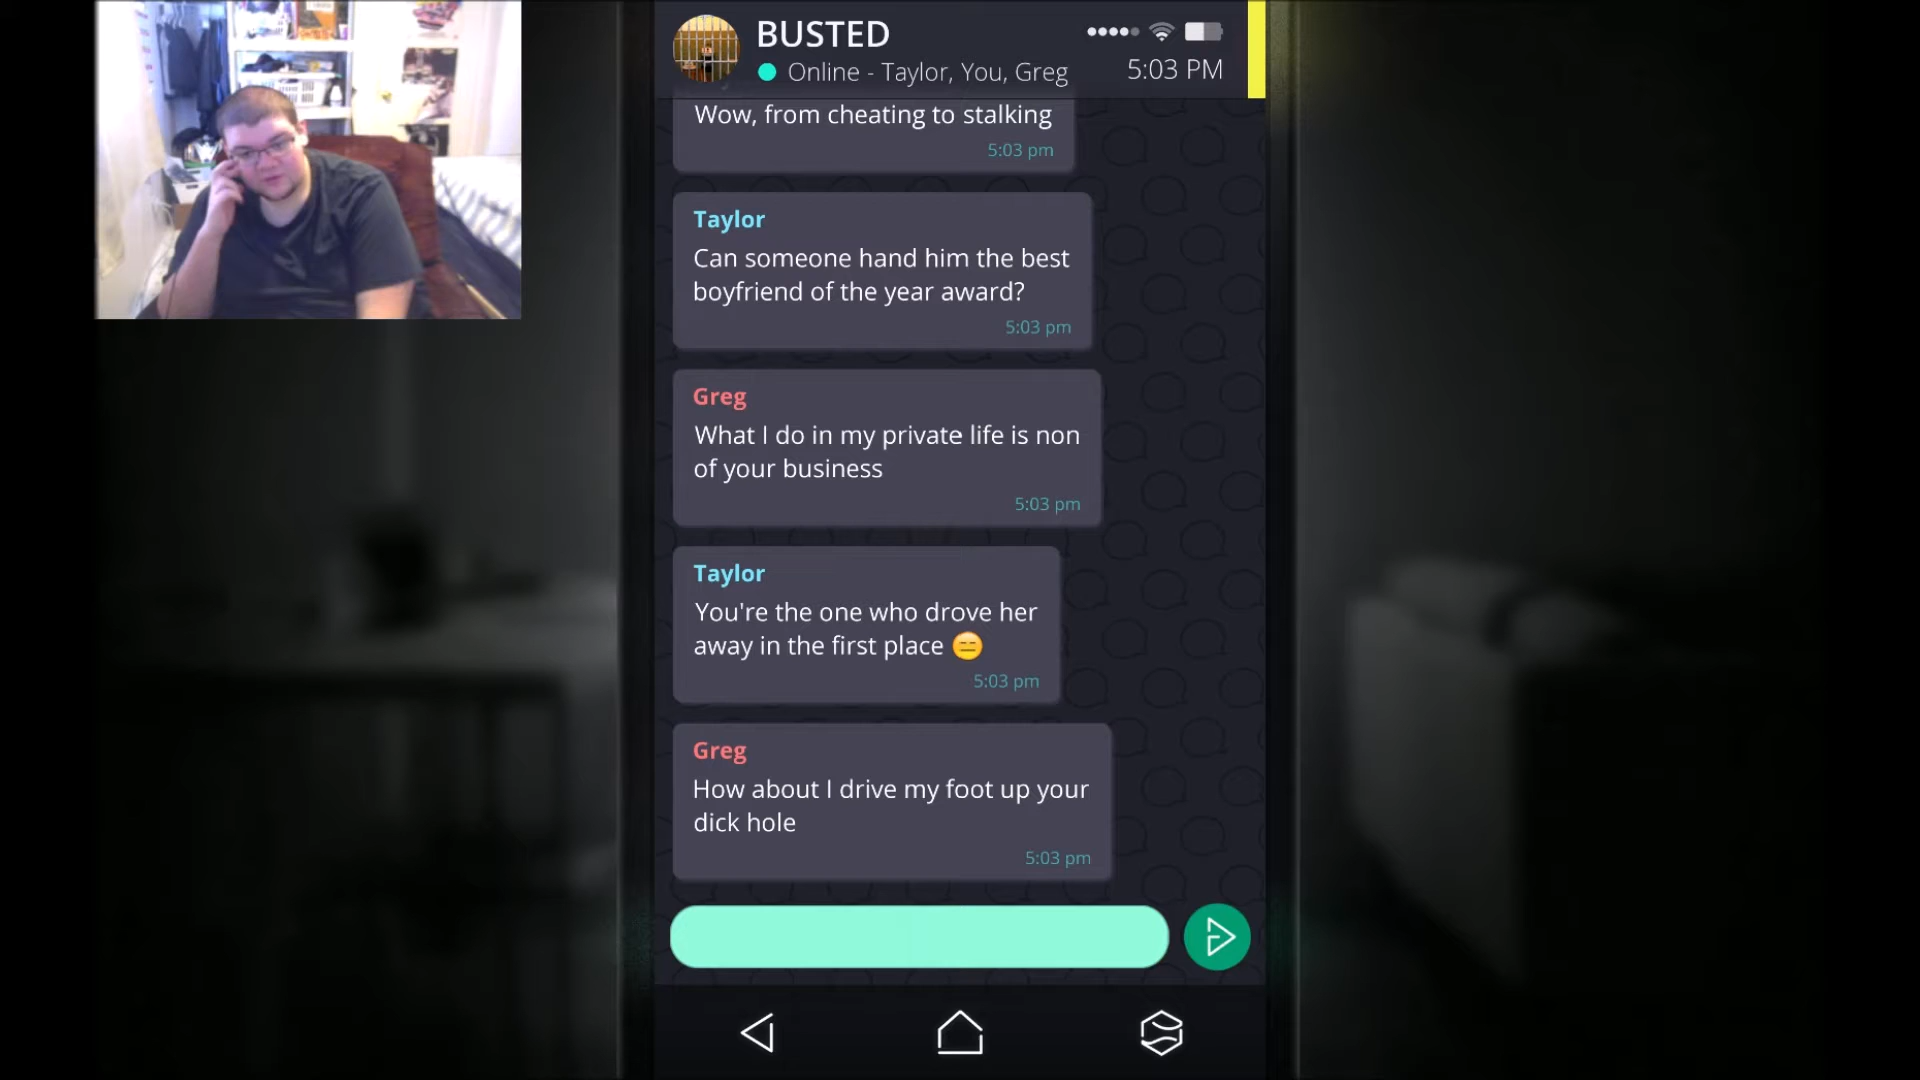 BUSTED
Online - Taylor, You, Greg
5:03 PM
Wow, from cheating to stalking
5:03 pm
Taylor
Can someone hand him the best
boyfriend of the year award?
5:03 pm
Greg
What I do in my private life is non
of your business
5:03 pm
Taylor
You're the one who drove her
away in the first place 😑
5:03 pm
Greg
How about I drive my foot up your
dick hole
5:03 pm